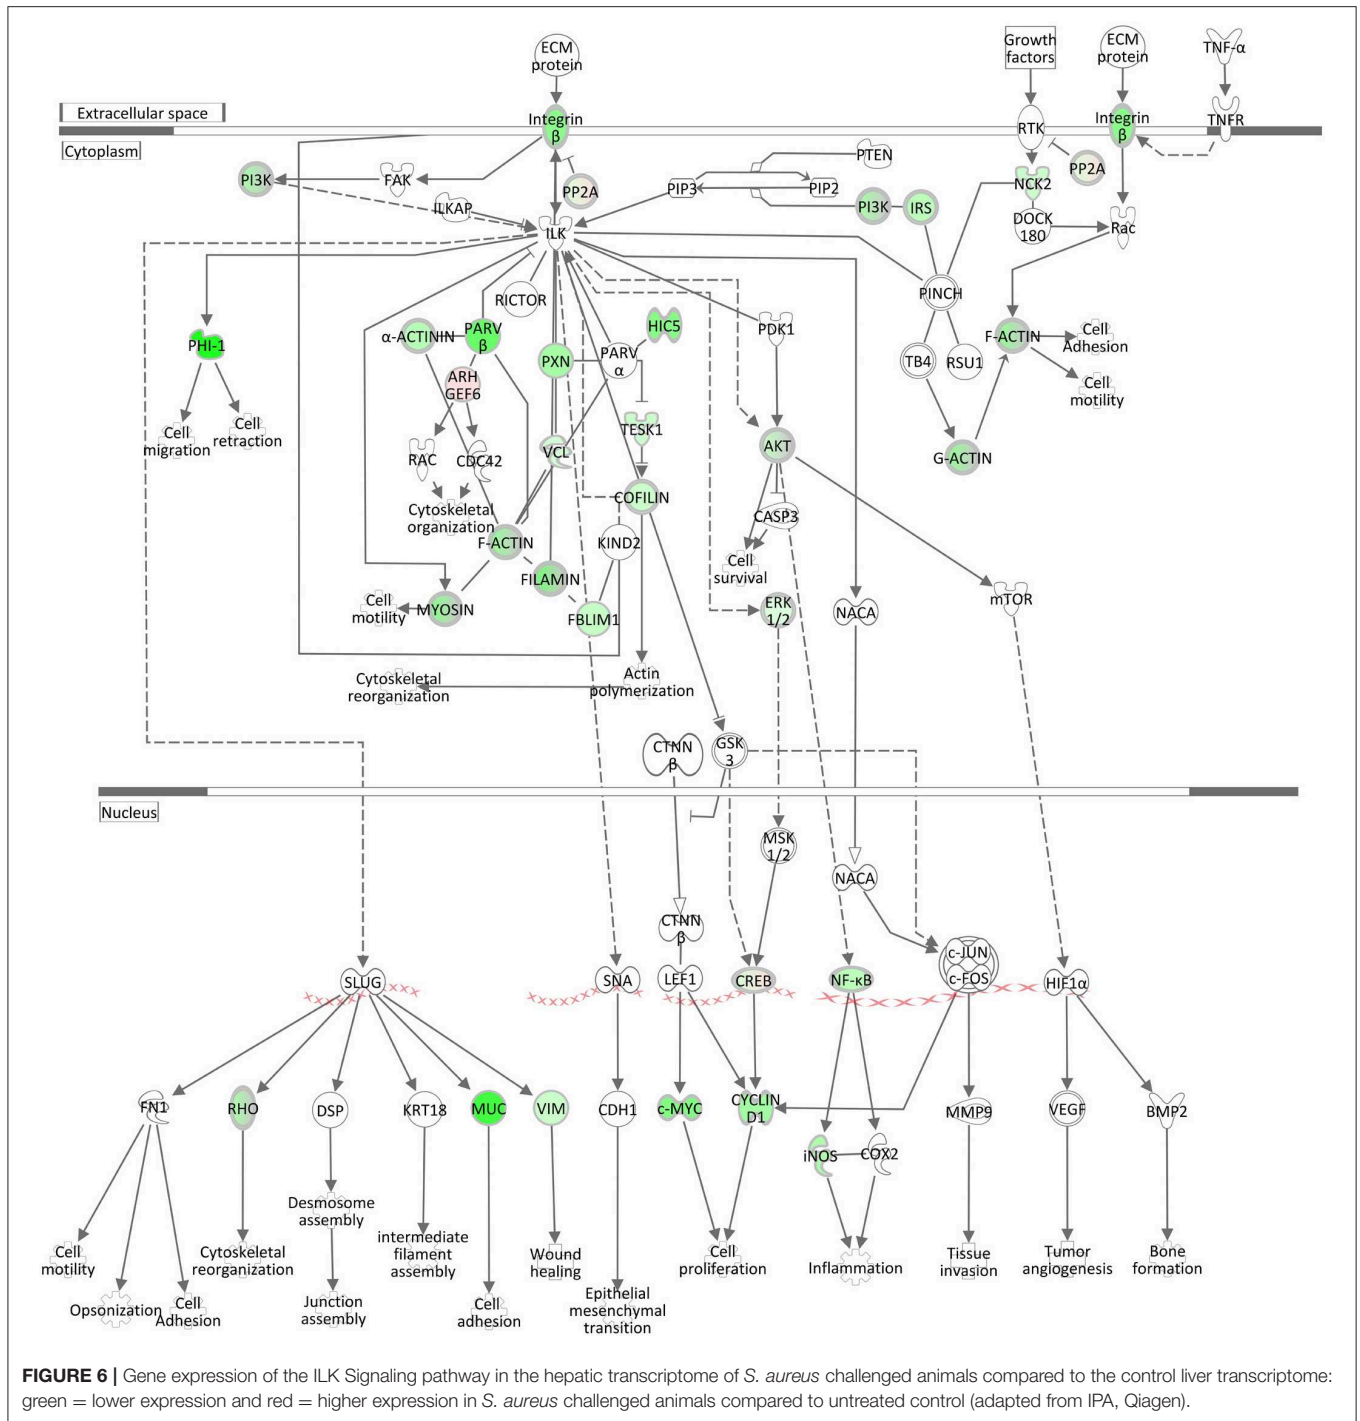 ECM
protein
Growth
factors
ECM
protein
TNF-α
Extracellular space
Integrin
β
RTK
Integrin
β
TNFR
Cytoplasm
PI3K
FAK
PP2A
PTEN
NCK2
PP2A
PIP3
PIP2
ILKAP
PI3K
IRS
DOCK
180
Rac
ILK
PINCH
RICTOR
PHI-1
α-ACTININ
PARV
β
HIC5
PDK1
F-ACTIN
Cell
Adhesion
PXN
PARV
α
TB4
RSU1
ARH
GEF6
Cell
motility
Cell
migration
Cell
retraction
TESK1
AKT
RAC
CDC42
VCL
G-ACTIN
COFILIN
Cytoskeletal
organization
CASP3
F-ACTIN
KIND2
Cell
survival
FILAMIN
Cell
motility
MYOSIN
FBLIM1
ERK
1/2
NACA
mTOR
Cytoskeletal
reorganization
Actin
polymerization
CTNN
β
GSK
3
Nucleus
MSK
1/2
NACA
CTNN
β
c-JUN
c-FOS
SLUG
SNA
LEF1
CREB
NF-κB
HIF1α
FN1
RHO
DSP
KRT18
MUC
VIM
CDH1
c-MYC
CYCLIN
D1
MMP9
VEGF
BMP2
iNOS
COX2
Desmosome
assembly
Cell
motility
Cytoskeletal
reorganization
intermediate
filament
assembly
Wound
healing
Cell
proliferation
Inflammation
Tissue
invasion
Tumor
angiogenesis
Bone
formation
Opsonization
Cell
Adhesion
Junction
assembly
Cell
adhesion
Epithelial
mesenchymal
transition
FIGURE 6 | Gene expression of the ILK Signaling pathway in the hepatic transcriptome of S. aureus challenged animals compared to the control liver transcriptome:
green = lower expression and red = higher expression in S. aureus challenged animals compared to untreated control (adapted from IPA, Qiagen).